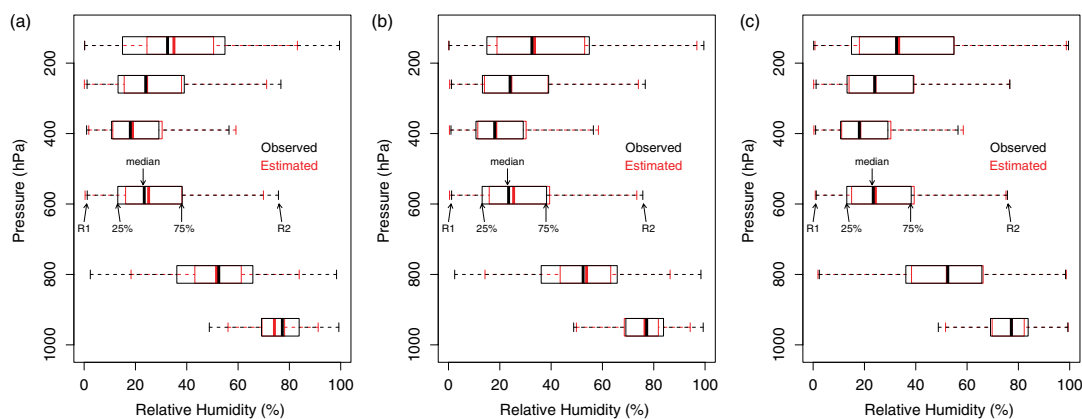 (a)
Pressure (hPa)
200
400
600
800
1000
Observed
Estimated
median
R1
25%
75%
R2
0
20
40
60
80
100
Relative Humidity (%)
(b)
Pressure (hPa)
200
400
600
800
1000
Observed
Estimated
median
R1
25%
75%
R2
0
20
40
60
80
100
Relative Humidity (%)
(c)
Pressure (hPa)
200
400
600
800
1000
Observed
Estimated
median
R1
25%
75%
R2
0
20
40
60
80
100
Relative Humidity (%)